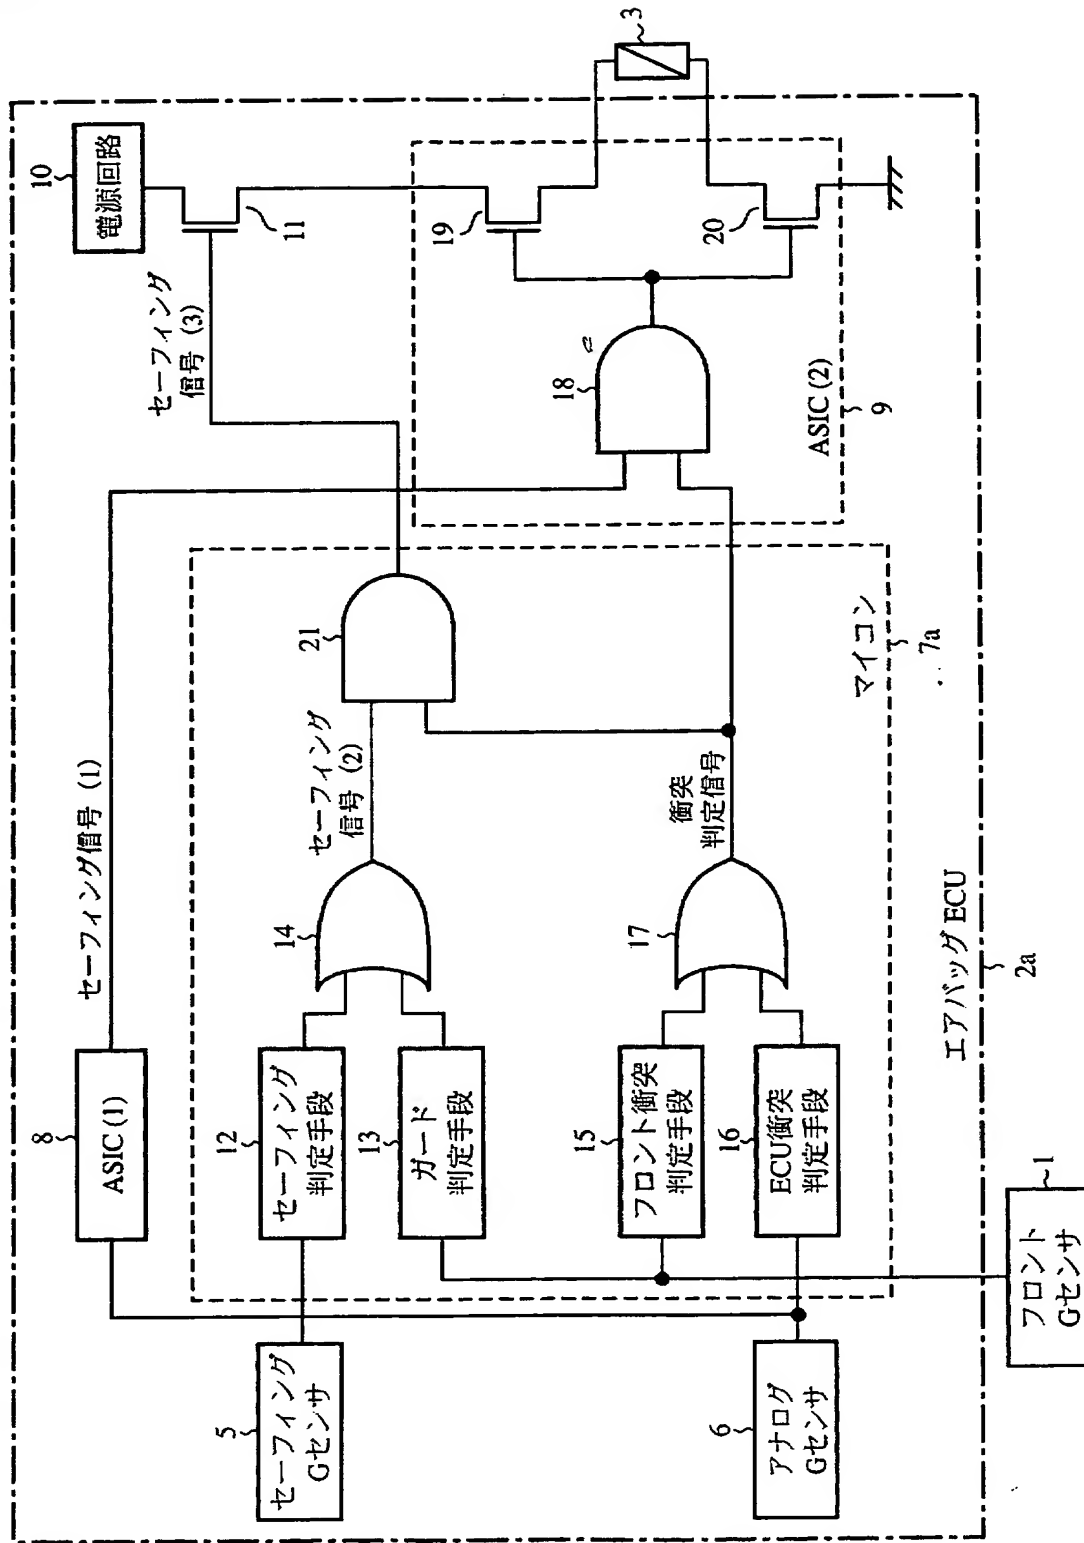 8
ASIC (1)
セーフィング信号 (1)
10
電源回路
11
セーフィング
信号 (3)
3
5
セーフィング
Gセンサ
12
セーフィング
判定手段
13
ガード
判定手段
14
セーフィング
信号 (2)
21
18
19
20
ASIC (2)
9
6
アナログ
Gセンサ
15
フロント衝突
判定手段
16
ECU衝突
判定手段
17
衝突
判定信号
マイコン
7a
エアバッグECU
2a
1
フロント
Gセンサ